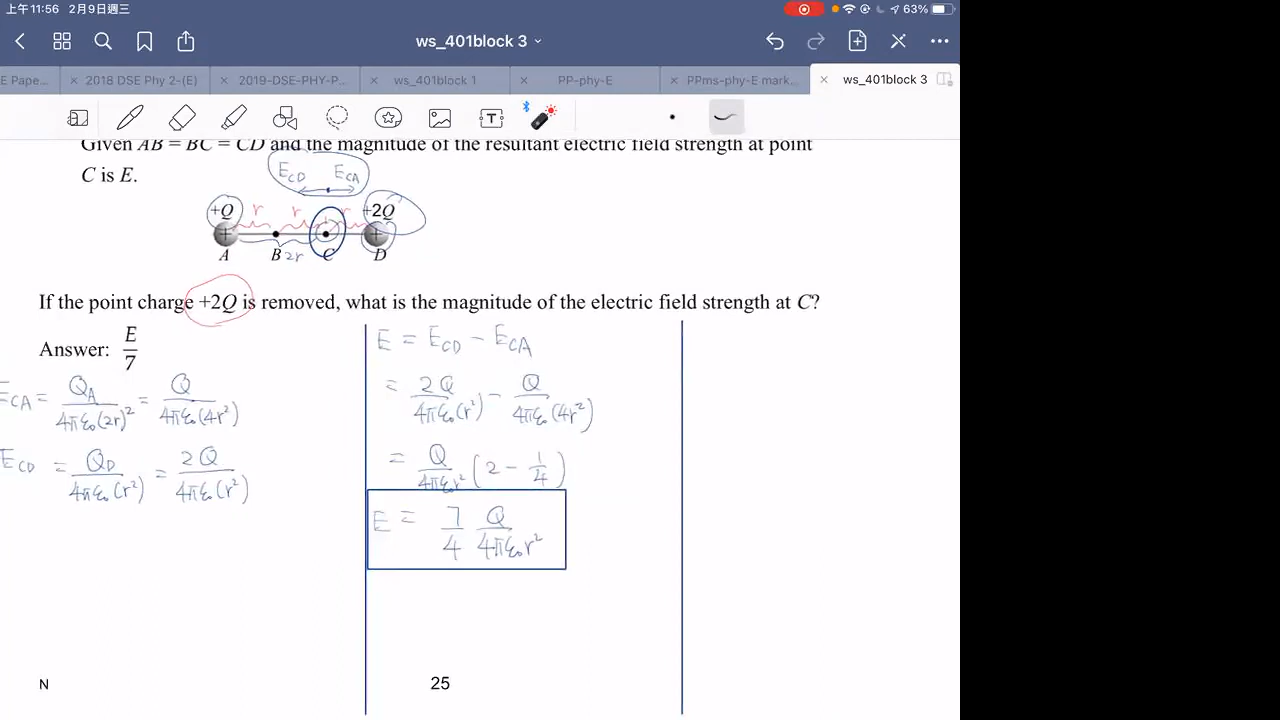 上午11:56 2月9日週三
63%
ws_401block 3
E Pape... × 2018 DSE Phy 2-(E) × 2019-DSE-PHY-P... × ws_401block 1 × PP-phy-E × PPms-phy-E mark... × ws_401block 3
Given AB = BC = CD and the magnitude of the resultant electric field strength at point
C is E.
E_CD E_CA
+Q r r r +2Q
+ +
A B 2r C D
If the point charge +2Q is removed, what is the magnitude of the electric field strength at C?
Answer: E/7
E_CA = Q_A/(4πε₀(2r)²) = Q/(4πε₀(4r²))
E_CD = Q_D/(4πε₀(r²)) = 2Q/(4πε₀(r²))
E = E_CD − E_CA
= 2Q/(4πε₀(r²)) − Q/(4πε₀(4r²))
= Q/(4πε₀r²) (2 − 1/4)
E = 7/4 Q/(4πε₀r²)
N
25